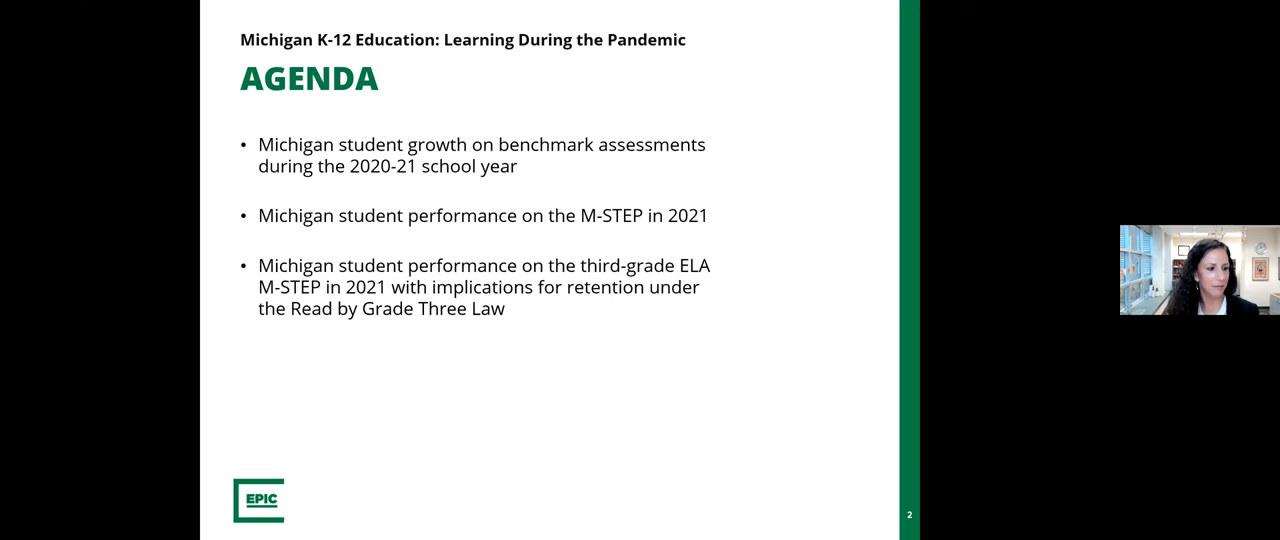 Michigan K-12 Education: Learning During the Pandemic
AGENDA
• Michigan student growth on benchmark assessments
during the 2020-21 school year
• Michigan student performance on the M-STEP in 2021
• Michigan student performance on the third-grade ELA
M-STEP in 2021 with implications for retention under
the Read by Grade Three Law
EPIC
2